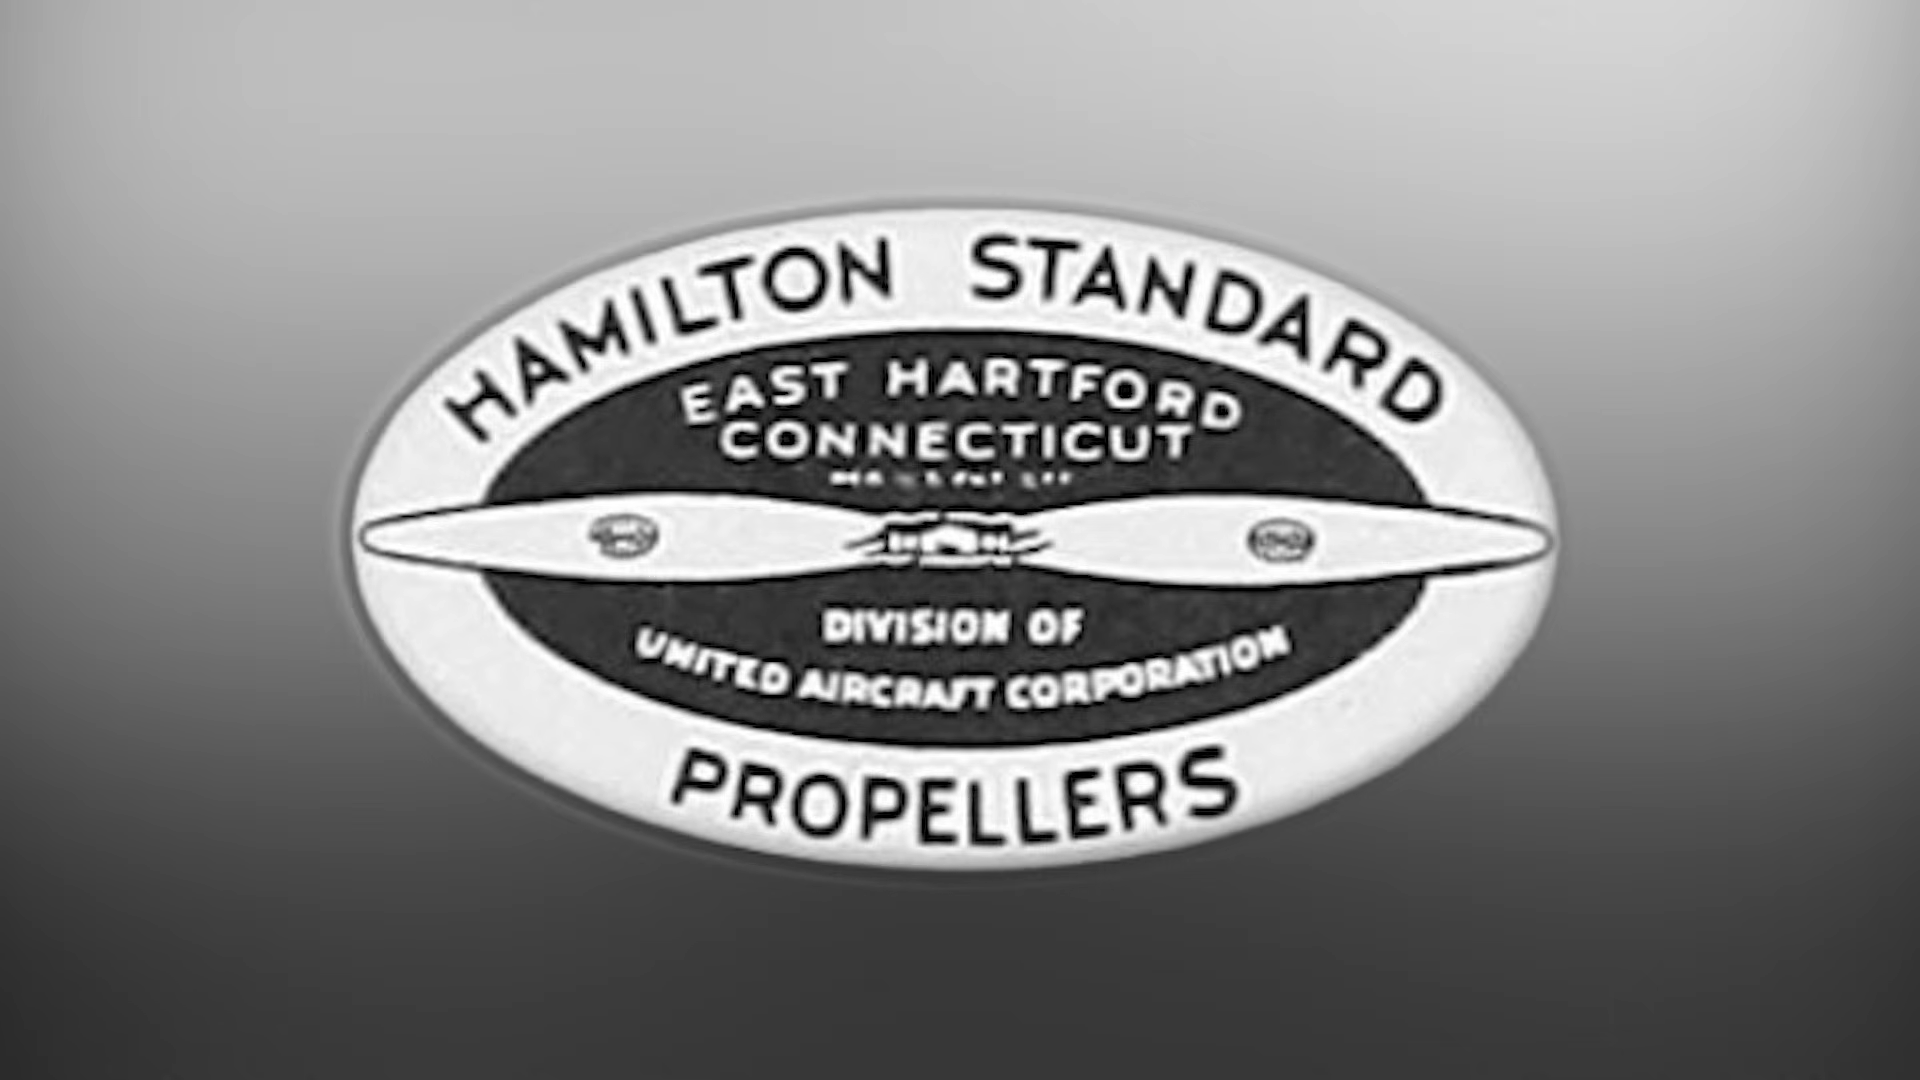 HAMILTON STANDARD
EAST HARTFORD
CONNECTICUT
DIVISION OF
UNITED AIRCRAFT CORPORATION
PROPELLERS